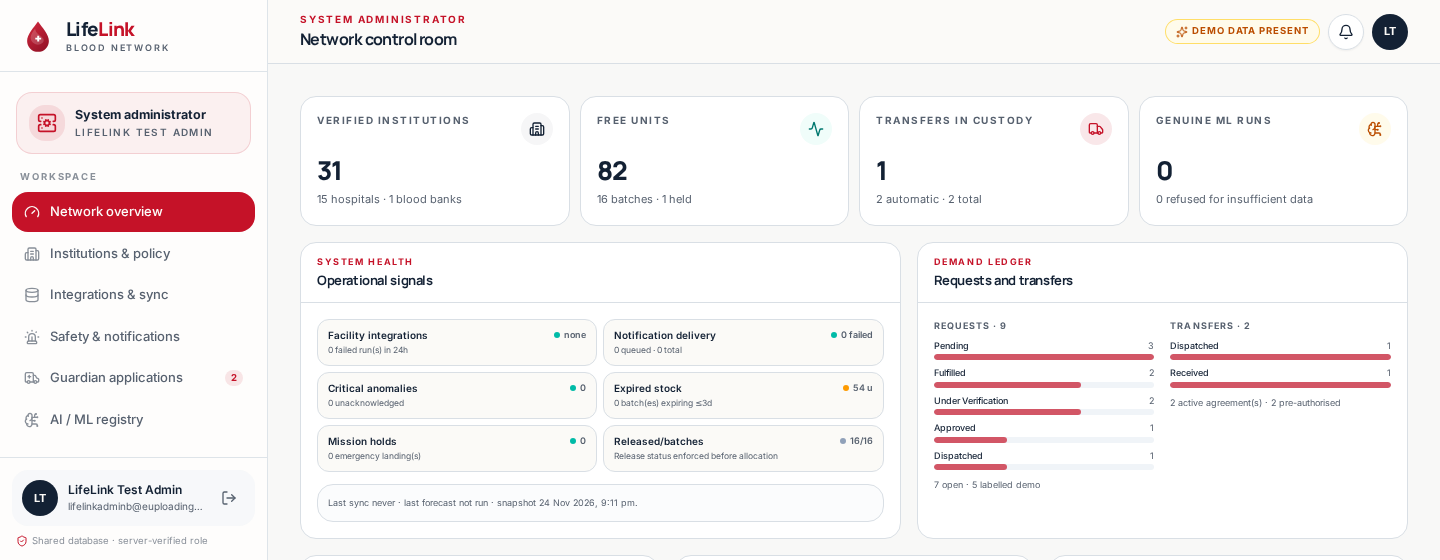 LifeLink
BLOOD NETWORK
System administrator
LIFELINK TEST ADMIN
WORKSPACE
Network overview
Institutions & policy
Integrations & sync
Safety & notifications
Guardian applications 2
AI / ML registry
LT
LifeLink Test Admin
lifelinkadminb@euploading...
Shared database · server-verified role
SYSTEM ADMINISTRATOR
Network control room
DEMO DATA PRESENT
LT
VERIFIED INSTITUTIONS
31
15 hospitals · 1 blood banks
FREE UNITS
82
16 batches · 1 held
TRANSFERS IN CUSTODY
1
2 automatic · 2 total
GENUINE ML RUNS
0
0 refused for insufficient data
SYSTEM HEALTH
Operational signals
Facility integrations none
0 failed run(s) in 24h
Notification delivery 0 failed
0 queued · 0 total
Critical anomalies 0
0 unacknowledged
Expired stock 54 u
0 batch(es) expiring ≤3d
Mission holds 0
0 emergency landing(s)
Released/batches 16/16
Release status enforced before allocation
Last sync never · last forecast not run · snapshot 24 Nov 2026, 9:11 pm.
DEMAND LEDGER
Requests and transfers
REQUESTS · 9
Pending 3
Fulfilled 2
Under Verification 2
Approved 1
Dispatched 1
7 open · 5 labelled demo
TRANSFERS · 2
Dispatched 1
Received 1
2 active agreement(s) · 2 pre-authorised